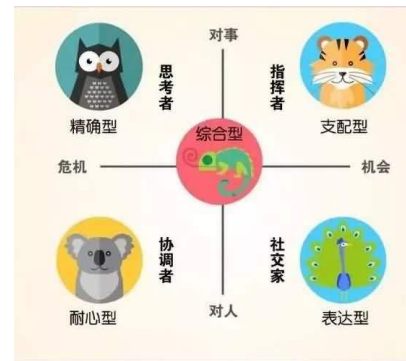 对事
思考者
指挥者
精确型
综合型
支配型
危机
机会
协调者
社交家
耐心型
对人
表达型